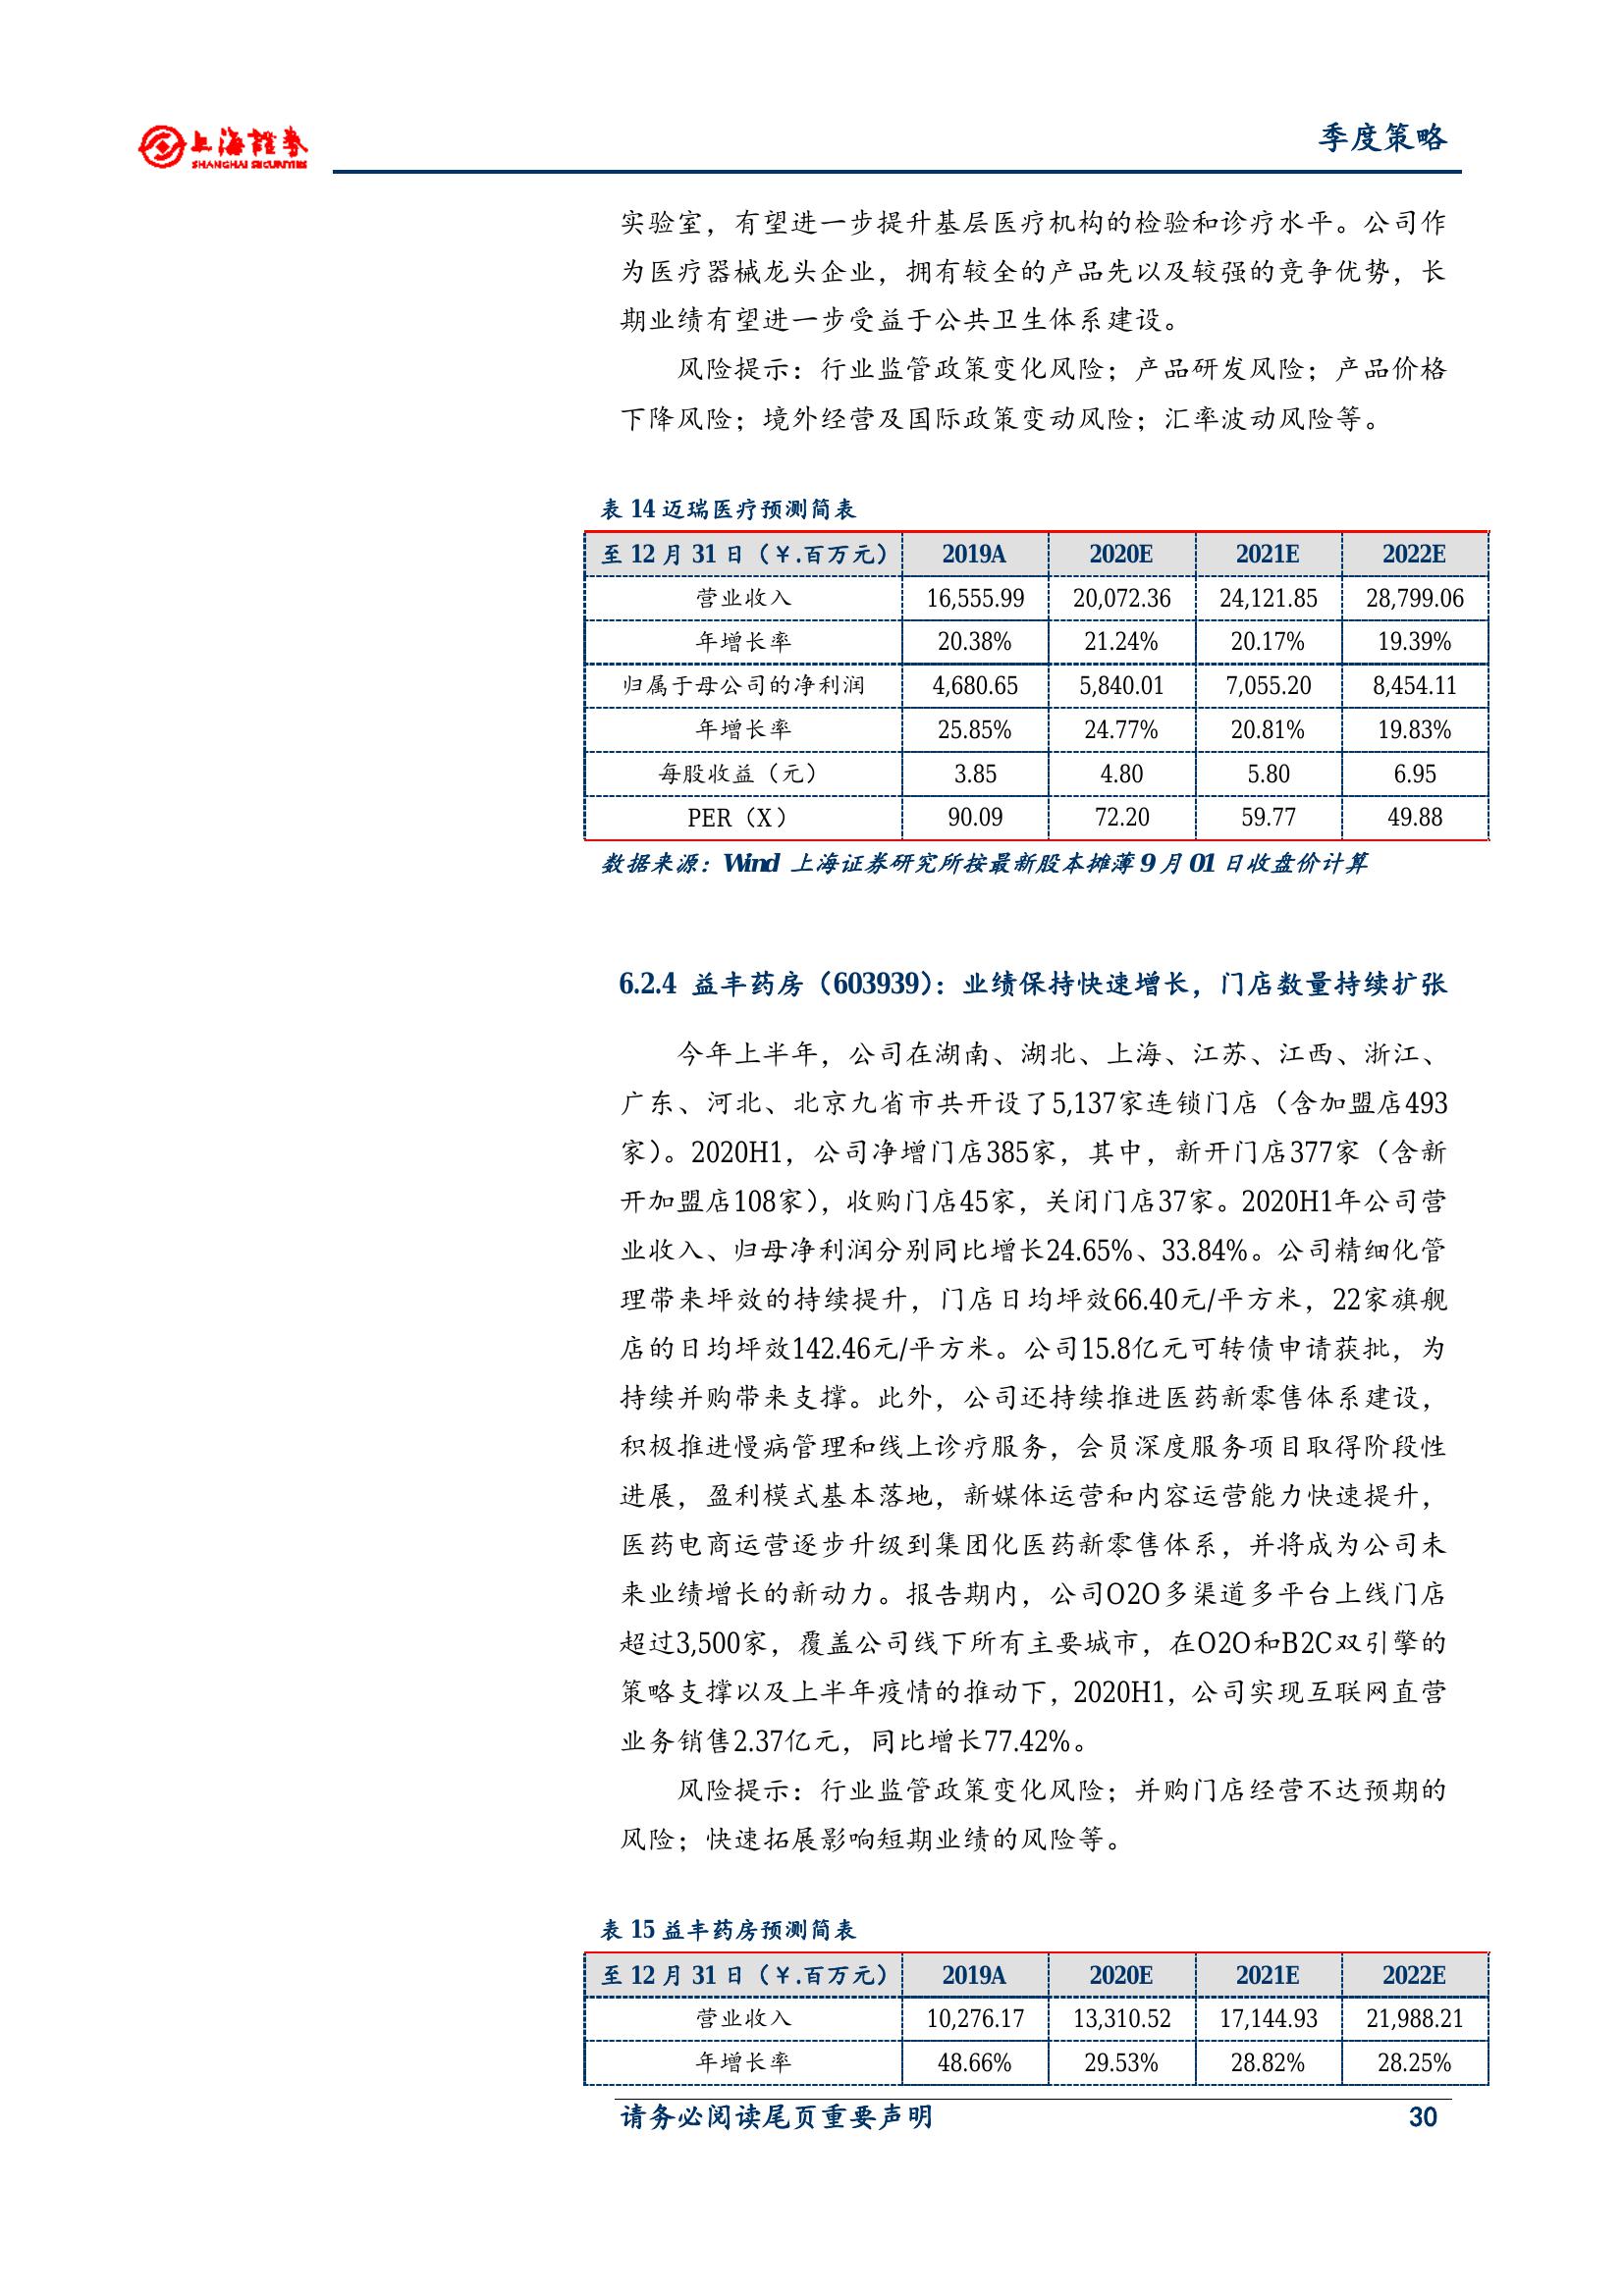 上海證券
SHANGHAI SECURITIES
季度策略
实验室，有望进一步提升基层医疗机构的检验和诊疗水平。公司作
为医疗器械龙头企业，拥有较全的产品先以及较强的竞争优势，长
期业绩有望进一步受益于公共卫生体系建设。
风险提示：行业监管政策变化风险；产品研发风险；产品价格
下降风险；境外经营及国际政策变动风险；汇率波动风险等。
表 14 迈瑞医疗预测简表
至 12 月 31 日（￥.百万元） 2019A 2020E 2021E 2022E
营业收入 16,555.99 20,072.36 24,121.85 28,799.06
年增长率 20.38% 21.24% 20.17% 19.39%
归属于母公司的净利润 4,680.65 5,840.01 7,055.20 8,454.11
年增长率 25.85% 24.77% 20.81% 19.83%
每股收益（元） 3.85 4.80 5.80 6.95
PER（X） 90.09 72.20 59.77 49.88
数据来源：Wind 上海证券研究所按最新股本摊薄 9 月 01 日收盘价计算
6.2.4 益丰药房（603939）：业绩保持快速增长，门店数量持续扩张
今年上半年，公司在湖南、湖北、上海、江苏、江西、浙江、
广东、河北、北京九省市共开设了5,137家连锁门店（含加盟店493
家）。2020H1，公司净增门店385家，其中，新开门店377家（含新
开加盟店108家），收购门店45家，关闭门店37家。2020H1年公司营
业收入、归母净利润分别同比增长24.65%、33.84%。公司精细化管
理带来坪效的持续提升，门店日均坪效66.40元/平方米，22家旗舰
店的日均坪效142.46元/平方米。公司15.8亿元可转债申请获批，为
持续并购带来支撑。此外，公司还持续推进医药新零售体系建设，
积极推进慢病管理和线上诊疗服务，会员深度服务项目取得阶段性
进展，盈利模式基本落地，新媒体运营和内容运营能力快速提升，
医药电商运营逐步升级到集团化医药新零售体系，并将成为公司未
来业绩增长的新动力。报告期内，公司O2O多渠道多平台上线门店
超过3,500家，覆盖公司线下所有主要城市，在O2O和B2C双引擎的
策略支撑以及上半年疫情的推动下，2020H1，公司实现互联网直营
业务销售2.37亿元，同比增长77.42%。
风险提示：行业监管政策变化风险；并购门店经营不达预期的
风险；快速拓展影响短期业绩的风险等。
表 15 益丰药房预测简表
至 12 月 31 日（￥.百万元） 2019A 2020E 2021E 2022E
营业收入 10,276.17 13,310.52 17,144.93 21,988.21
年增长率 48.66% 29.53% 28.82% 28.25%
请务必阅读尾页重要声明 30